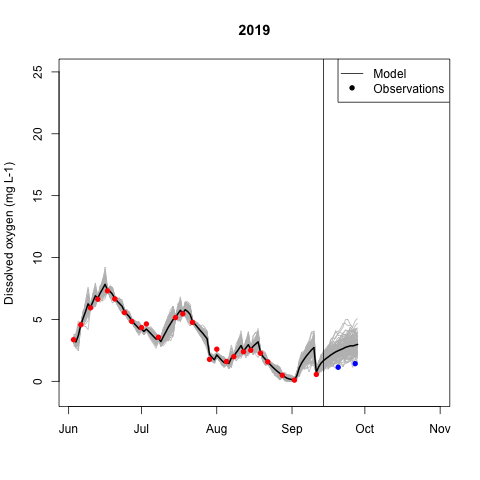 2019
Dissolved oxygen (mg L-1)
25
20
15
10
5
0
Model
Observations
Jun
Jul
Aug
Sep
Oct
Nov